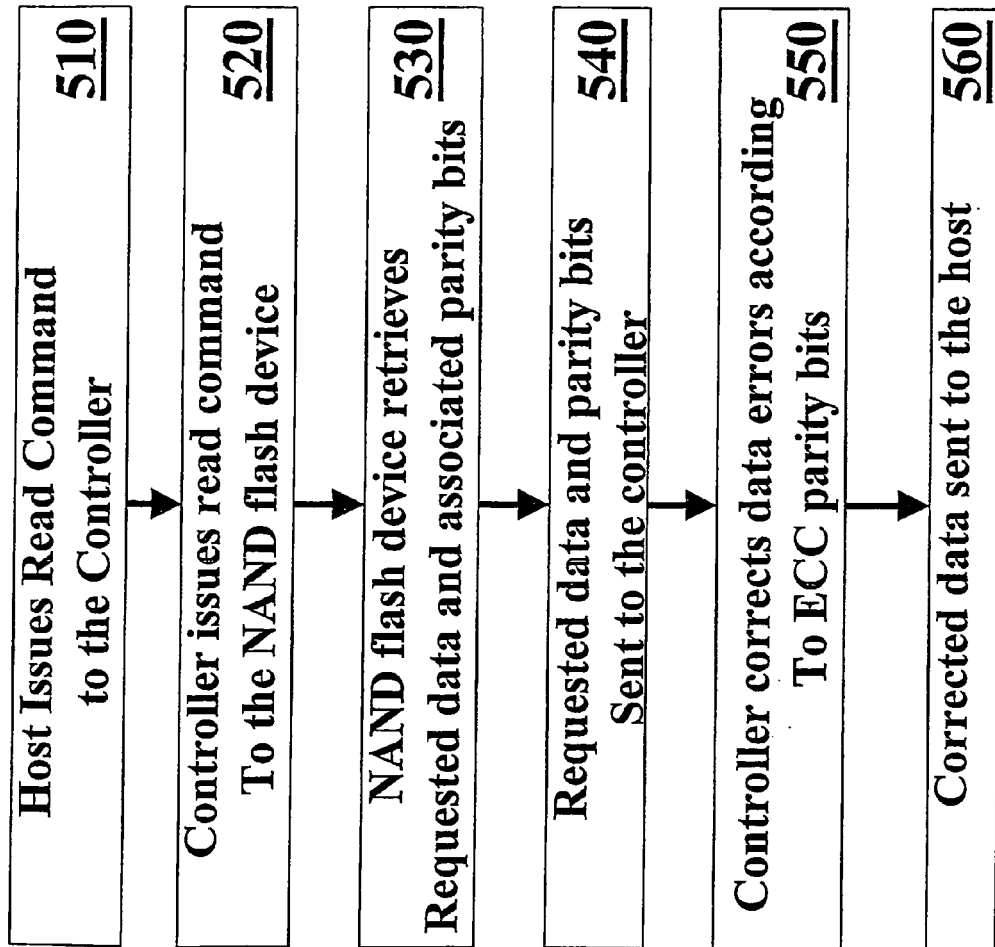 Host Issues Read Command
to the Controller
510
Controller issues read command
To the NAND flash device
520
NAND flash device retrieves
Requested data and associated parity bits
530
Requested data and parity bits
Sent to the controller
540
Controller corrects data errors according
To ECC parity bits
550
Corrected data sent to the host
560